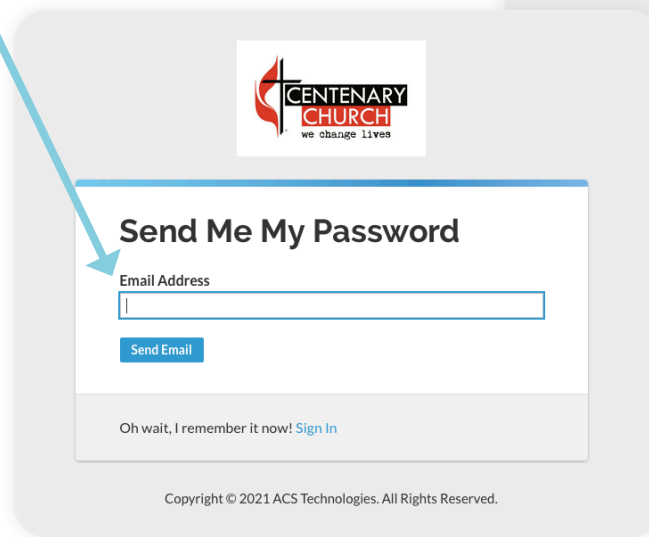 CENTENARY
CHURCH
we change lives
Send Me My Password
Email Address
Send Email
Oh wait, I remember it now! Sign In
Copyright © 2021 ACS Technologies. All Rights Reserved.